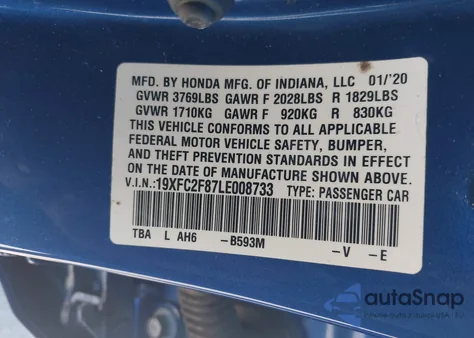 MFD. BY HONDA MFG. OF INDIANA, LLC 01/'20
GVWR 3769LBS GAWR F 2028LBS R 1829LBS
GVWR 1710KG GAWR F 920KG R 830KG
THIS VEHICLE CONFORMS TO ALL APPLICABLE
FEDERAL MOTOR VEHICLE SAFETY, BUMPER,
AND THEFT PREVENTION STANDARDS IN EFFECT
ON THE DATE OF MANUFACTURE SHOWN ABOVE.
V.I.N.:19XFC2F87LE008733 TYPE: PASSENGER CAR
TBA L AH6 -B593M -V -E
autoSnap